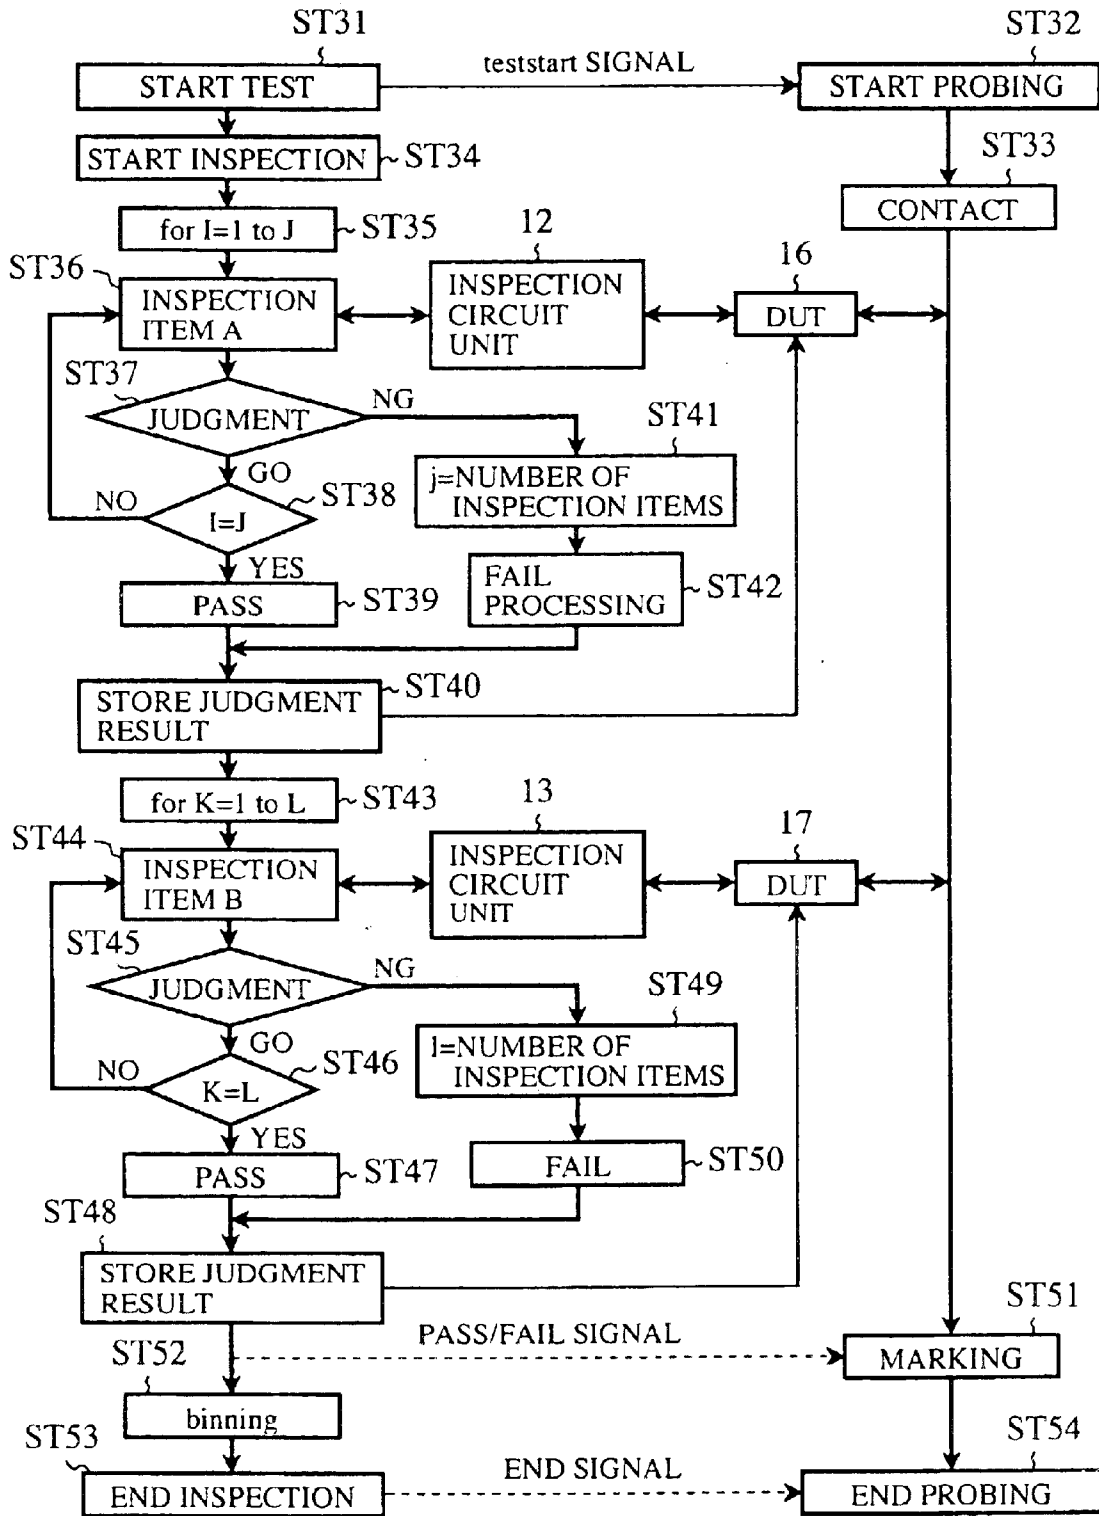 ST31
ST32
teststart SIGNAL
START TEST
START PROBING
START INSPECTION
ST34
ST33
CONTACT
for I=1 to J
ST35
12
16
ST36
INSPECTION
ITEM A
INSPECTION
CIRCUIT
UNIT
DUT
ST37
JUDGMENT
NG
ST41
GO
j=NUMBER OF
INSPECTION ITEMS
NO
ST38
I=J
YES
FAIL
PROCESSING
ST42
PASS
ST39
ST40
STORE JUDGMENT
RESULT
for K=1 to L
ST43
13
17
ST44
INSPECTION
ITEM B
INSPECTION
CIRCUIT
UNIT
DUT
ST45
JUDGMENT
NG
ST49
GO
l=NUMBER OF
INSPECTION ITEMS
NO
ST46
K=L
YES
FAIL
ST50
PASS
ST47
ST48
STORE JUDGMENT
RESULT
ST51
PASS/FAIL SIGNAL
MARKING
ST52
binning
ST53
ST54
END SIGNAL
END INSPECTION
END PROBING